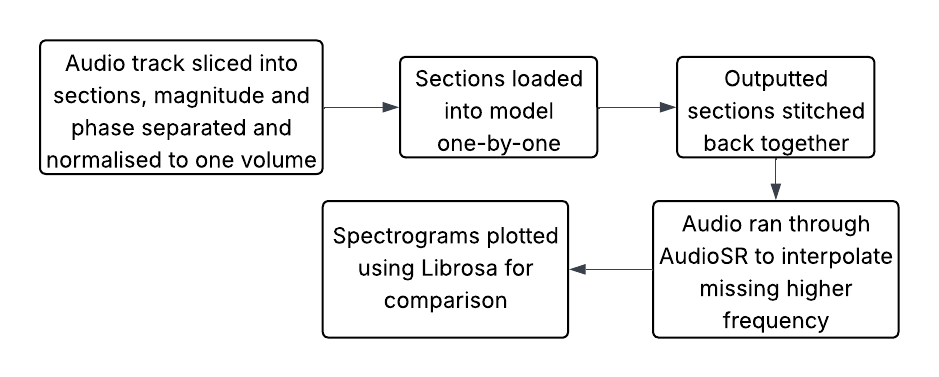 Audio track sliced into
sections, magnitude and
phase separated and
normalised to one volume
Sections loaded
into model
one-by-one
Outputted
sections stitched
back together
Audio ran through
AudioSR to interpolate
missing higher
frequency
Spectrograms plotted
using Librosa for
comparison